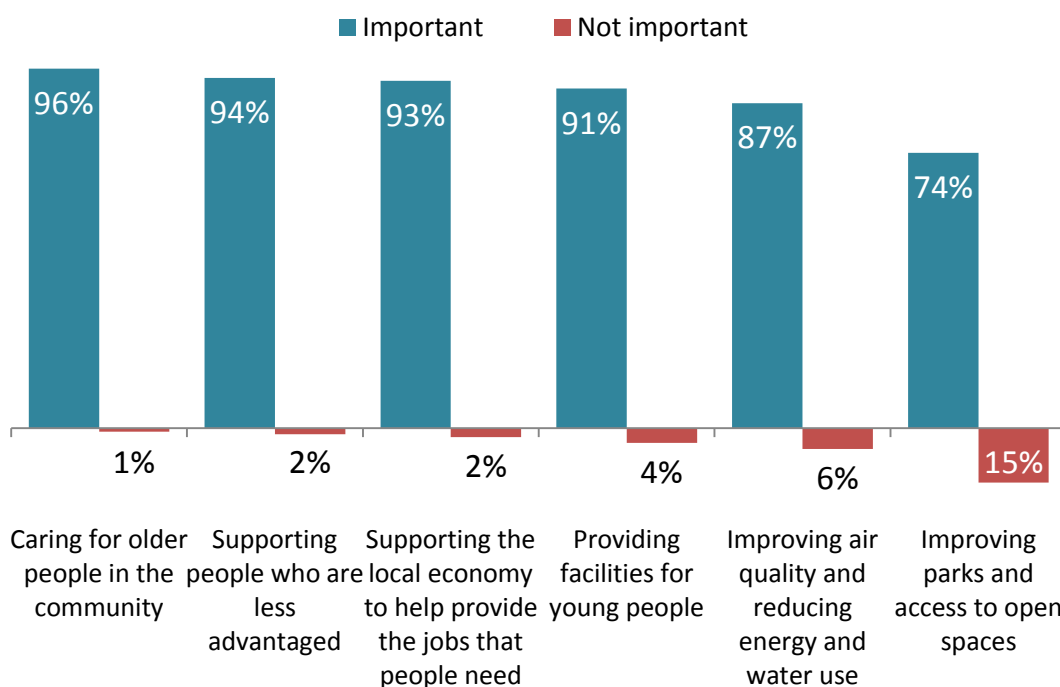 Important Not important
96% 94% 93% 91% 87% 74%
1% 2% 2% 4% 6% 15%
Caring for older
people in the
community
Supporting
people who are
less
advantaged
Supporting the
local economy
to help provide
the jobs that
people need
Providing
facilities for
young people
Improving air
quality and
reducing
energy and
water use
Improving
parks and
access to open
spaces